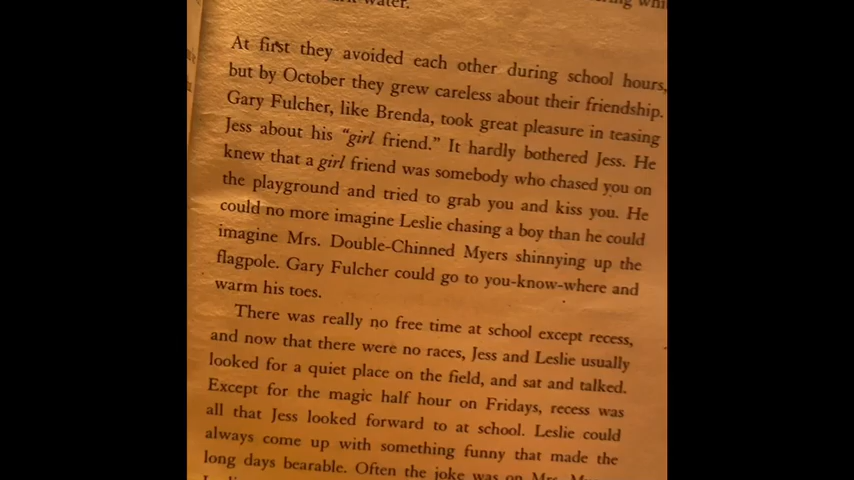 water.
At first they avoided each other during school hours,
but by October they grew careless about their friendship.
Gary Fulcher, like Brenda, took great pleasure in teasing
Jess about his “girl friend.” It hardly bothered Jess. He
knew that a girl friend was somebody who chased you on
the playground and tried to grab you and kiss you. He
could no more imagine Leslie chasing a boy than he could
imagine Mrs. Double-Chinned Myers shinnying up the
flagpole. Gary Fulcher could go to you-know-where and
warm his toes.
There was really no free time at school except recess,
and now that there were no races, Jess and Leslie usually
looked for a quiet place on the field, and sat and talked.
Except for the magic half hour on Fridays, recess was
all that Jess looked forward to at school. Leslie could
always come up with something funny that made the
long days bearable. Often the joke was on Mrs.